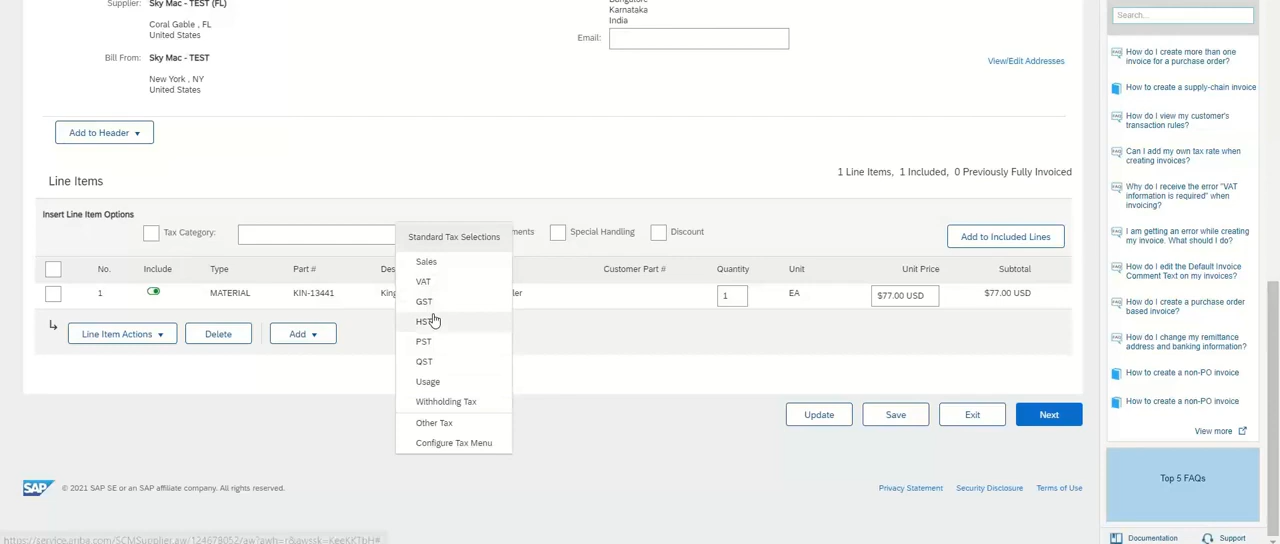 Supplier: Sky Mac - TEST (FL)
Coral Gable , FL
United States
Bill From: Sky Mac - TEST
New York , NY
United States
Karnataka
India
Email:
View/Edit Addresses
Add to Header
Line Items
1 Line Items, 1 Included, 0 Previously Fully Invoiced
Insert Line Item Options
Tax Category:
Special Handling
Discount
Add to Included Lines
Standard Tax Selections
Sales
VAT
GST
HST
PST
QST
Usage
Withholding Tax
Other Tax
Configure Tax Menu
No. Include TYPE Part # Customer Part # Quantity Unit Unit Price Subtotal
1 MATERIAL KIN-13441 1 EA $77.00 USD $77.00 USD
Line Item Actions Delete Add
Update Save Exit Next
SAP © 2021 SAP SE or an SAP affiliate company. All rights reserved.
Privacy Statement Security Disclosure Terms of Use
Search...
FAQ How do I create more than one
invoice for a purchase order?
How to create a supply-chain invoice
FAQ How do I view my customer's
transaction rules?
FAQ Can I add my own tax rate when
creating invoices?
FAQ Why do I receive the error "VAT
information is required" when
invoicing?
FAQ I am getting an error while creating
my invoice. What should I do?
FAQ How do I edit the Default Invoice
Comment Text on my invoices?
FAQ How do I create a purchase order
based invoice?
FAQ How do I change my remittance
address and banking information?
How to create a non-PO invoice
How to create a non-PO invoice
View more
Top 5 FAQs
Documentation Support